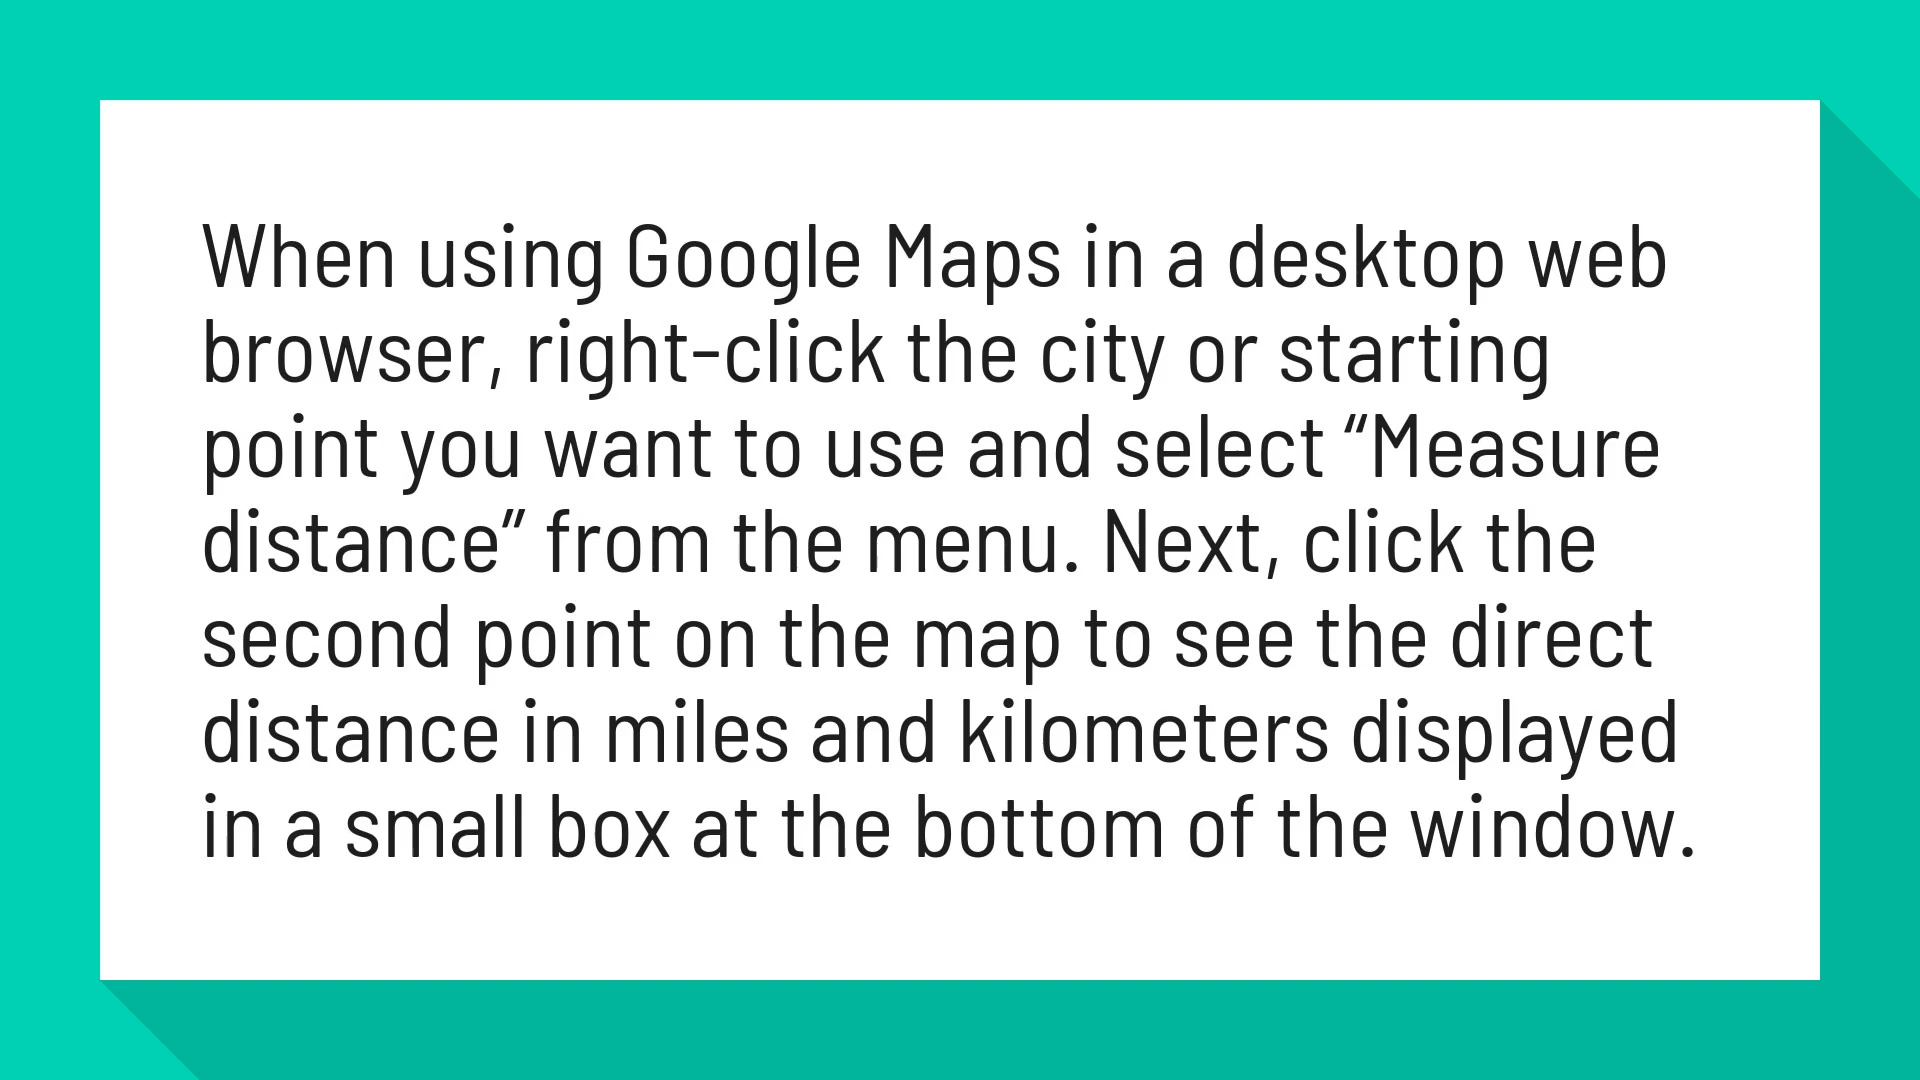 When using Google Maps in a desktop web
browser, right-click the city or starting
point you want to use and select “Measure
distance” from the menu. Next, click the
second point on the map to see the direct
distance in miles and kilometers displayed
in a small box at the bottom of the window.